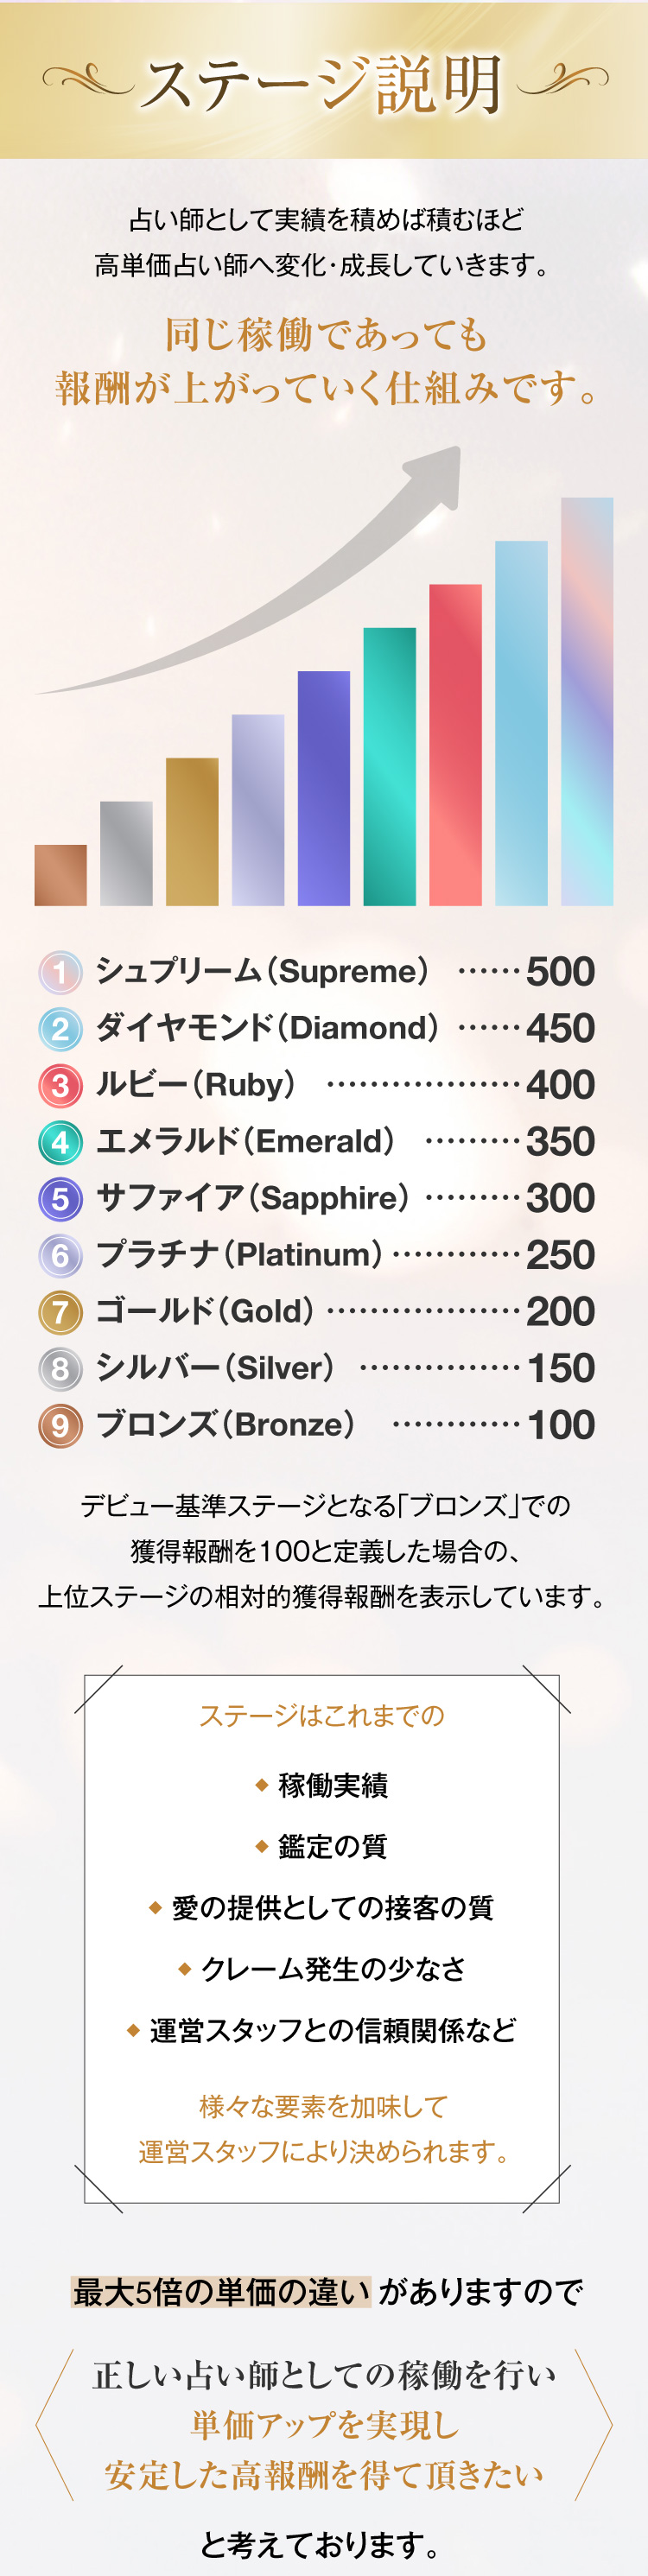 ステージ説明
占い師として実績を積めば積むほど
高単価占い師へ変化・成長していきます。
同じ稼働であっても
報酬が上がっていく仕組みです。
1 シュプリーム（Supreme） ……500
2 ダイヤモンド（Diamond） ……450
3 ルビー（Ruby） ………………400
4 エメラルド（Emerald） ………350
5 サファイア（Sapphire） ………300
6 プラチナ（Platinum） …………250
7 ゴールド（Gold） ………………200
8 シルバー（Silver） ……………150
9 ブロンズ（Bronze） …………100
デビュー基準ステージとなる「ブロンズ」での
獲得報酬を100と定義した場合の、
上位ステージの相対的獲得報酬を表示しています。
ステージはこれまでの
◆ 稼働実績
◆ 鑑定の質
◆ 愛の提供としての接客の質
◆ クレーム発生の少なさ
◆ 運営スタッフとの信頼関係など
様々な要素を加味して
運営スタッフにより決められます。
最大5倍の単価の違いがありますので
正しい占い師としての稼働を行い
単価アップを実現し
安定した高報酬を得て頂きたい
と考えております。